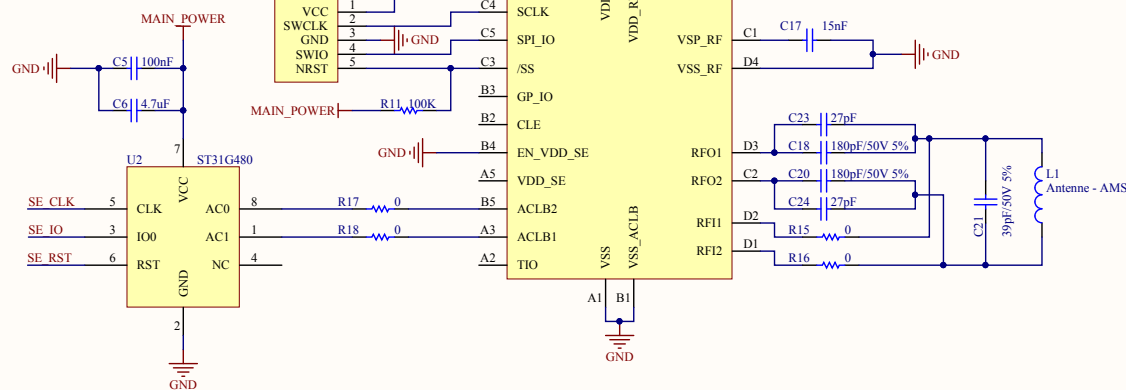 MAIN_POWER
GND
C5
100nF
C6
4.7uF
7
U2
ST31G480
VCC
SE_CLK
5
CLK
AC0
8
SE_IO
3
IO0
AC1
1
SE_RST
6
RST
NC
4
GND
2
GND
VCC
1
SWCLK
2
GND
3
GND
SWIO
4
NRST
5
MAIN_POWER
R11
100K
GND
R17
0
R18
0
C4
SCLK
C5
SPI_IO
C3
/SS
B3
GP_IO
B2
CLE
B4
EN_VDD_SE
A5
VDD_SE
B5
ACLB2
A3
ACLB1
A2
TIO
VSP_RF
C1
VSS_RF
D4
RFO1
D3
RFO2
C2
RFI1
D2
RFI2
D1
VSS
VSS_ACLB
A1
B1
GND
C17
15nF
GND
C23
27pF
C18
180pF/50V 5%
C20
180pF/50V 5%
C24
27pF
R15
0
R16
0
C21
39pF/50V 5%
L1
Antenne - AMS